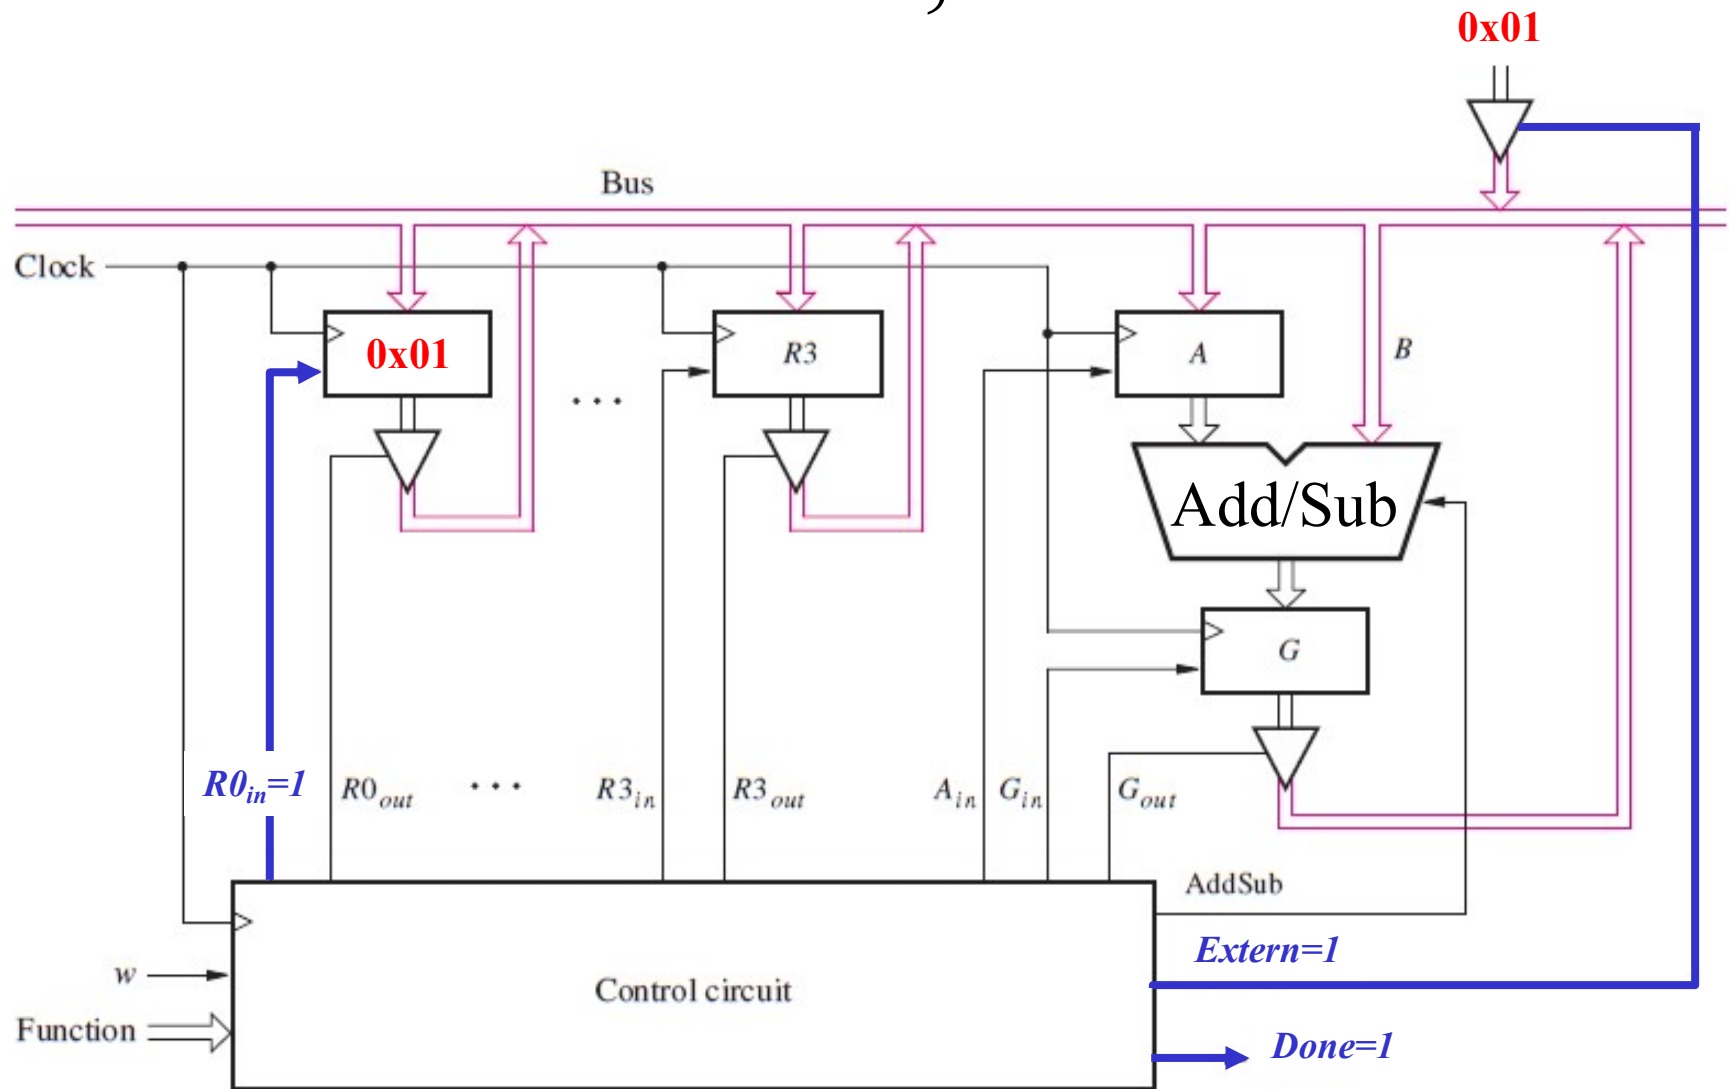 )
0x01
Bus
Clock
0x01
R3
A
B
...
Add/Sub
G
R0in=1
R0out
...
R3in
R3out
Ain
Gin
Gout
AddSub
Extern=1
w
Control circuit
Function
Done=1